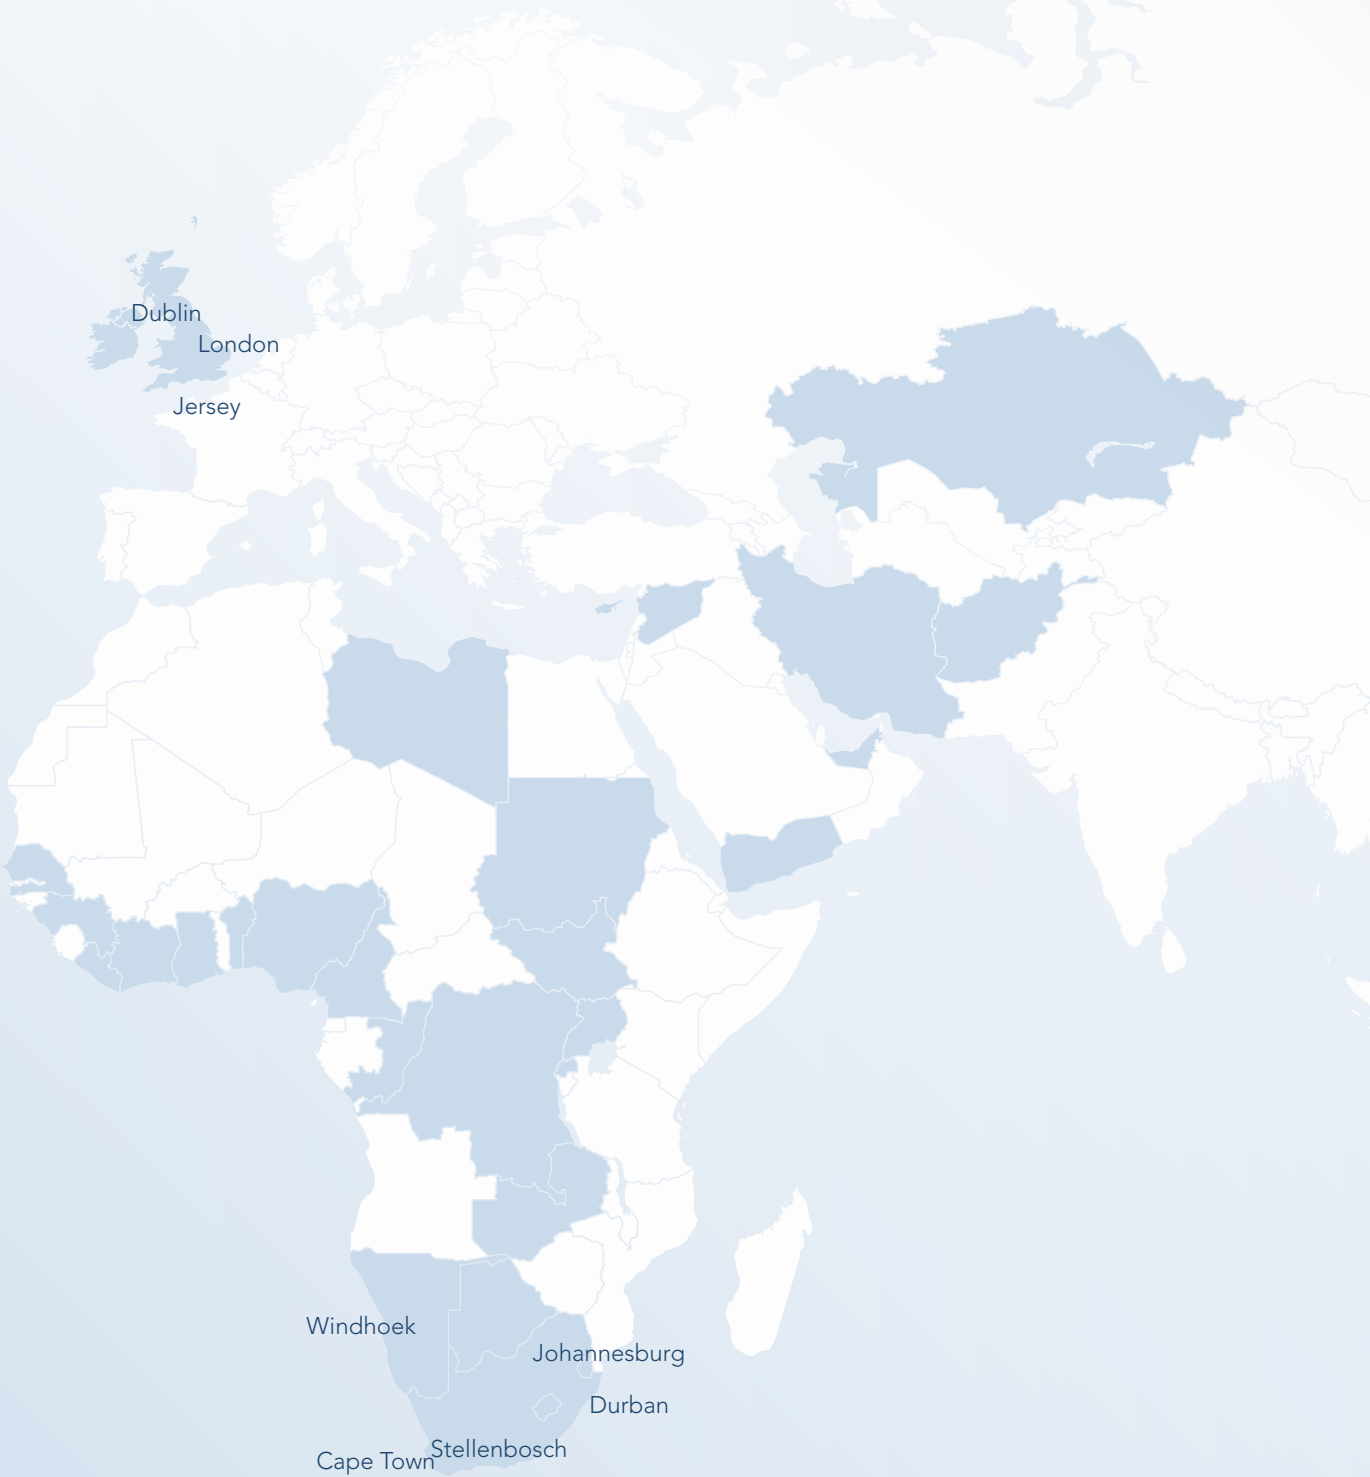 Dublin
London
Jersey
Windhoek
Johannesburg
Durban
Stellenbosch
Cape Town